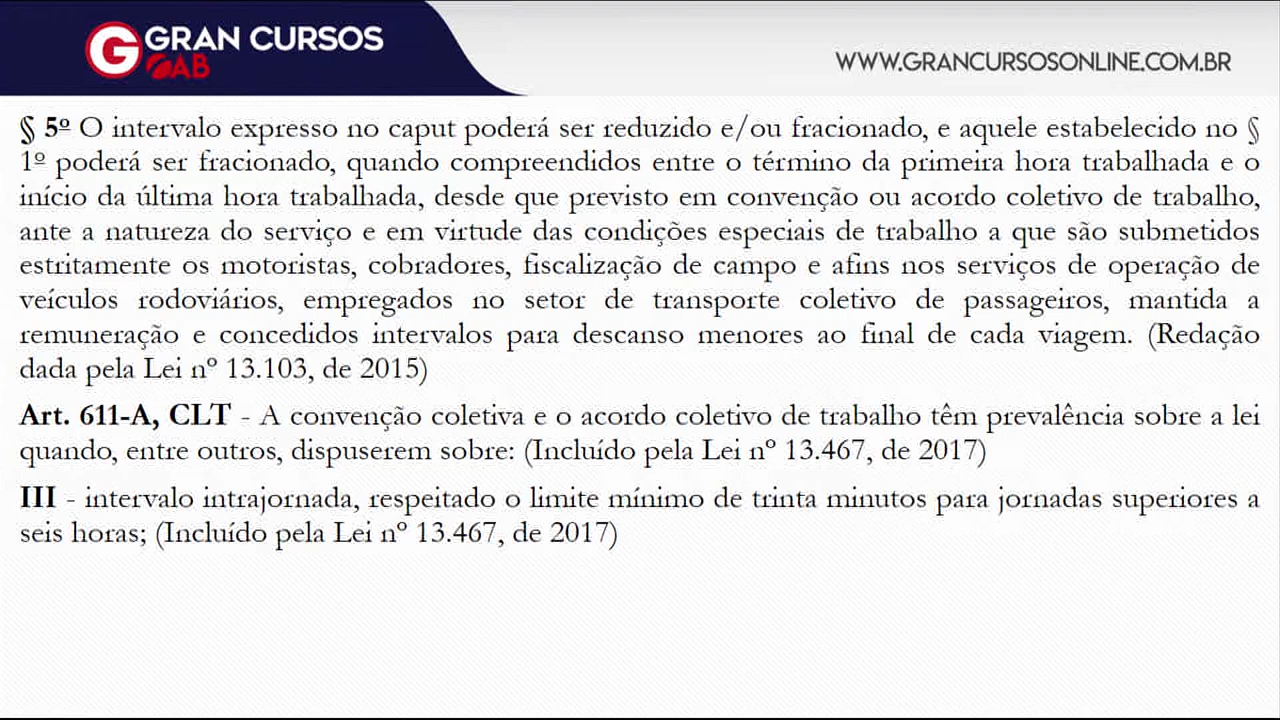 GRAN CURSOS
OAB
WWW.GRANCURSOSONLINE.COM.BR
§ 5º O intervalo expresso no caput poderá ser reduzido e/ou fracionado, e aquele estabelecido no §
1º poderá ser fracionado, quando compreendidos entre o término da primeira hora trabalhada e o
início da última hora trabalhada, desde que previsto em convenção ou acordo coletivo de trabalho,
ante a natureza do serviço e em virtude das condições especiais de trabalho a que são submetidos
estritamente os motoristas, cobradores, fiscalização de campo e afins nos serviços de operação de
veículos rodoviários, empregados no setor de transporte coletivo de passageiros, mantida a
remuneração e concedidos intervalos para descanso menores ao final de cada viagem. (Redação
dada pela Lei nº 13.103, de 2015)
Art. 611-A, CLT - A convenção coletiva e o acordo coletivo de trabalho têm prevalência sobre a lei
quando, entre outros, dispuserem sobre: (Incluído pela Lei nº 13.467, de 2017)
III - intervalo intrajornada, respeitado o limite mínimo de trinta minutos para jornadas superiores a
seis horas; (Incluído pela Lei nº 13.467, de 2017)